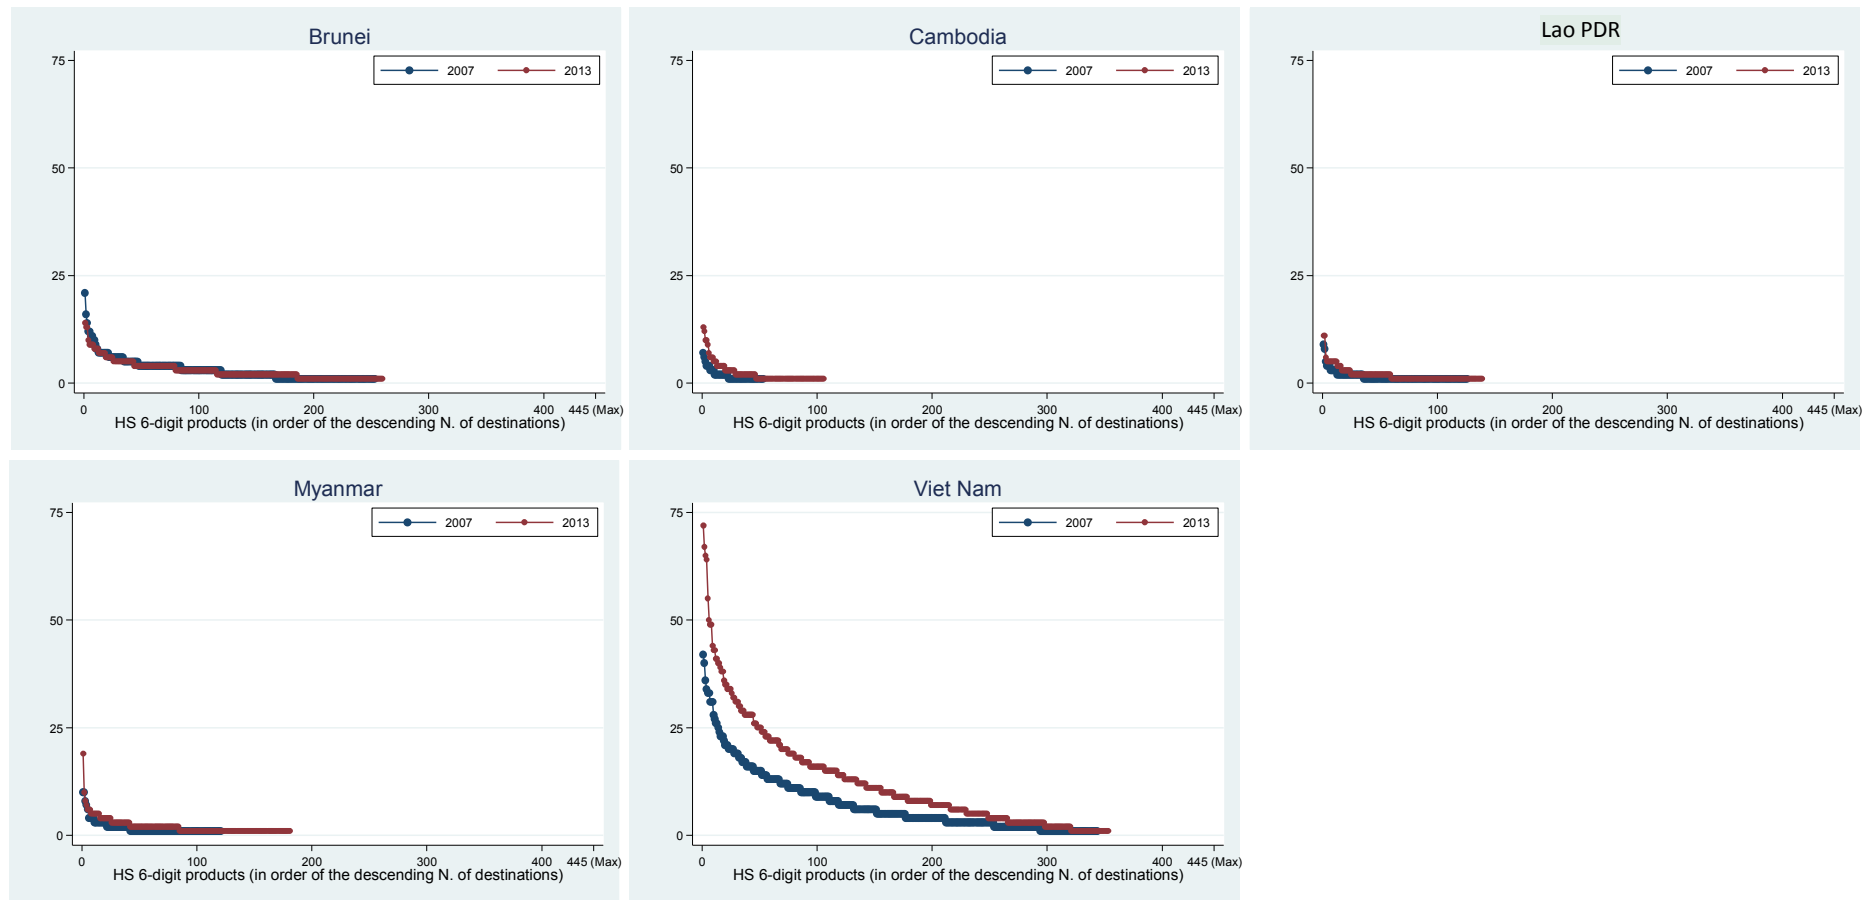 Brunei
2007 2013
75
50
25
0
0 100 200 300 400 445 (Max)
HS 6-digit products (in order of the descending N. of destinations)
Cambodia
2007 2013
75
50
25
0
0 100 200 300 400 445 (Max)
HS 6-digit products (in order of the descending N. of destinations)
Lao PDR
2007 2013
75
50
25
0
0 100 200 300 400 445 (Max)
HS 6-digit products (in order of the descending N. of destinations)
Myanmar
2007 2013
75
50
25
0
0 100 200 300 400 445 (Max)
HS 6-digit products (in order of the descending N. of destinations)
Viet Nam
2007 2013
75
50
25
0
0 100 200 300 400 445 (Max)
HS 6-digit products (in order of the descending N. of destinations)